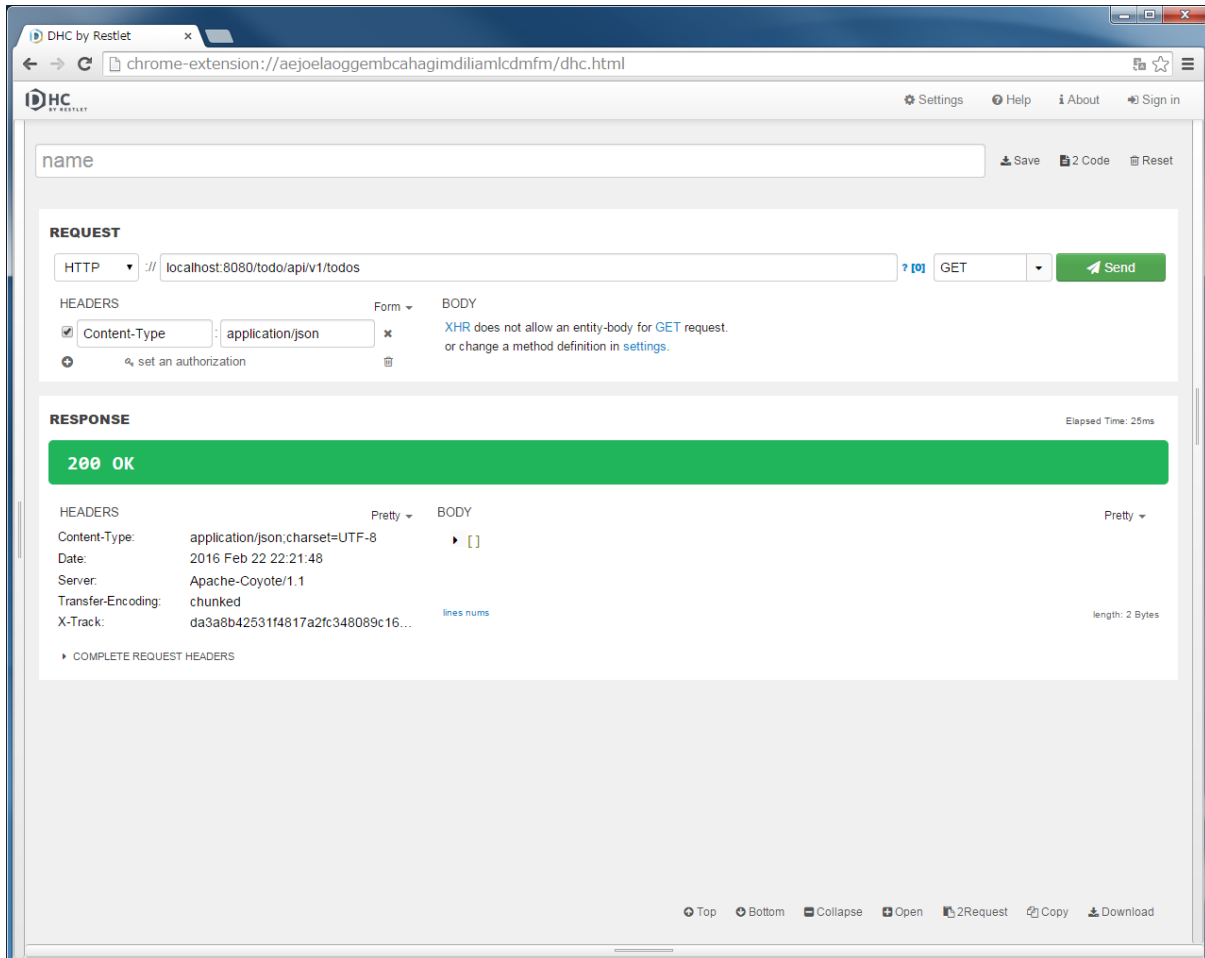 DHC by Restlet
chrome-extension://aejoelaoggembcahagimdiliamlcdmfm/dhc.html
DHC BY RESTLET
Settings Help About Sign in
name
Save 2 Code Reset
REQUEST
HTTP :// localhost:8080/todo/api/v1/todos ? [0] GET Send
HEADERS Form BODY
Content-Type : application/json XHR does not allow an entity-body for GET request.
or change a method definition in settings.
set an authorization
RESPONSE Elapsed Time: 25ms
200 OK
HEADERS Pretty BODY Pretty
Content-Type: application/json;charset=UTF-8 []
Date: 2016 Feb 22 22:21:48
Server: Apache-Coyote/1.1
Transfer-Encoding: chunked
lines nums length: 2 Bytes
X-Track: da3a8b42531f4817a2fc348089c16...
COMPLETE REQUEST HEADERS
Top Bottom Collapse Open 2Request Copy Download